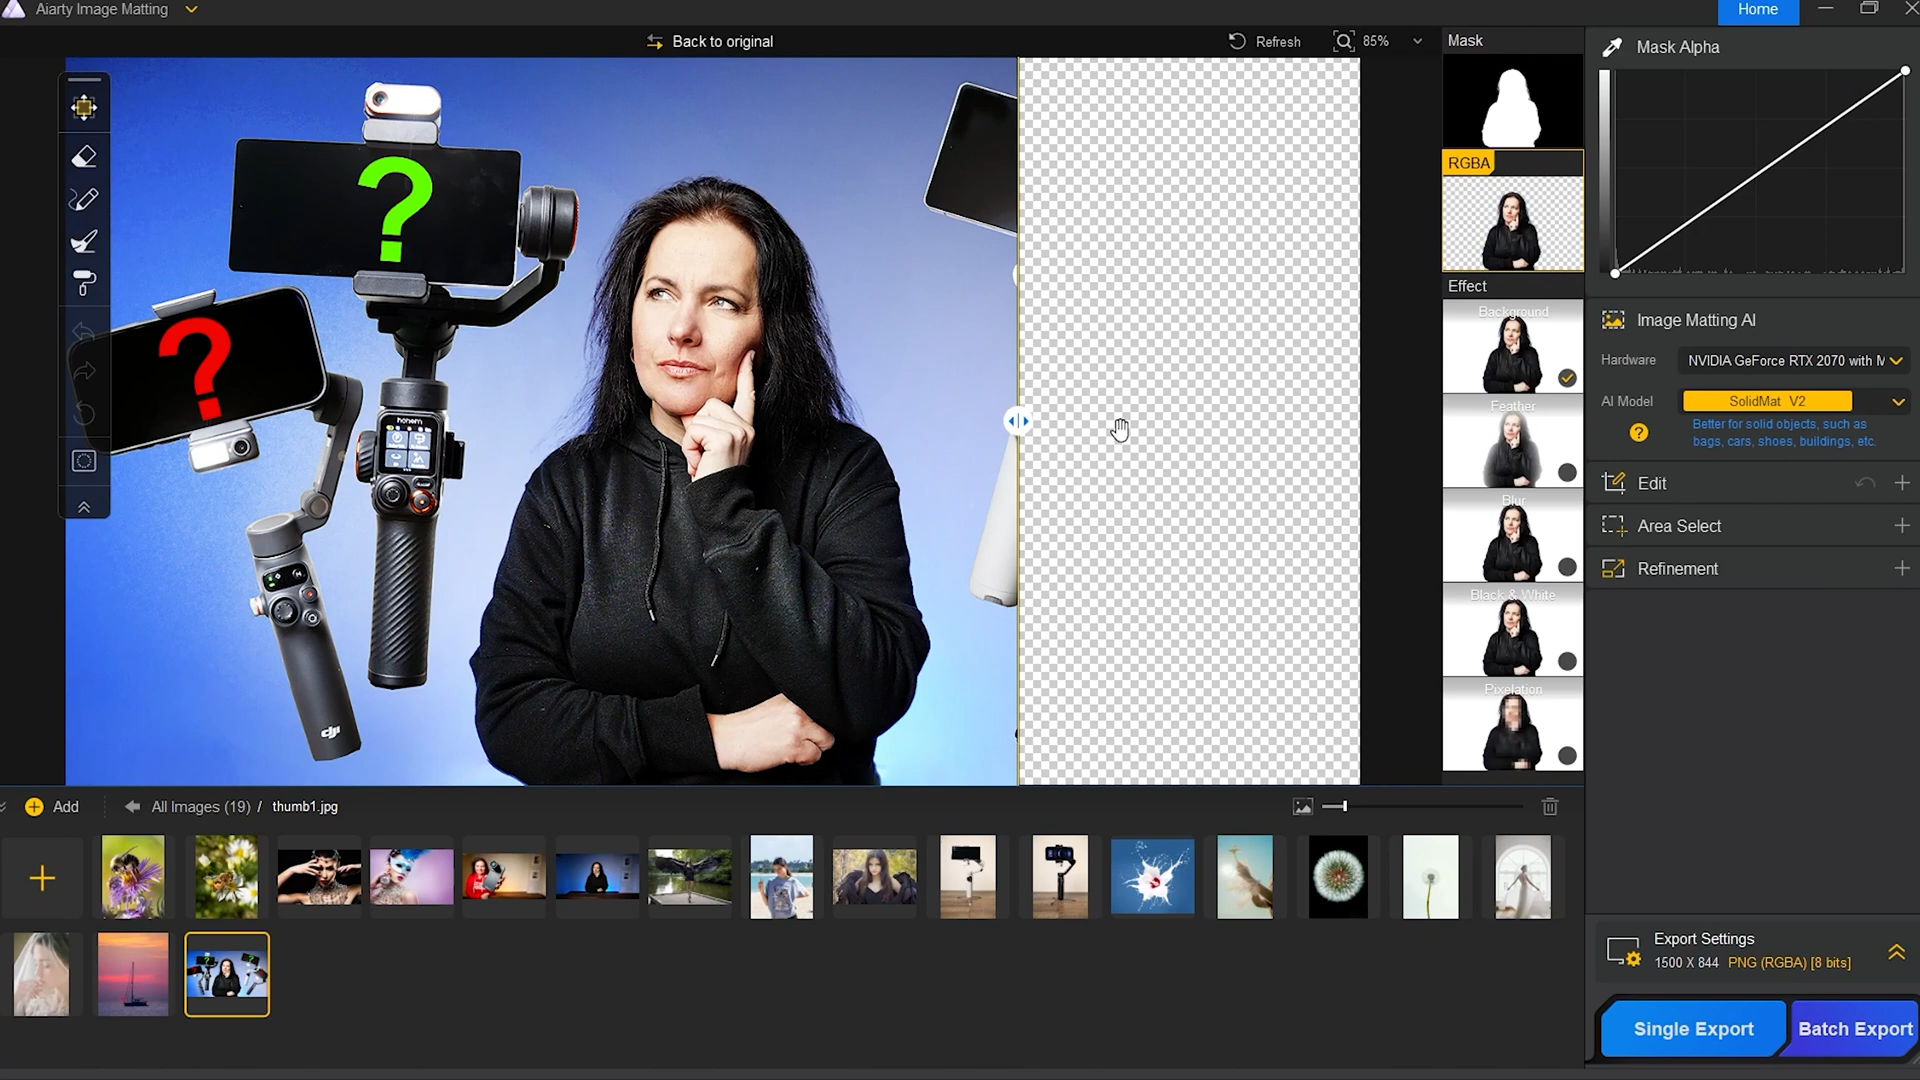 Aiarty Image Matting
Home
Back to original
Refresh
85%
Mask
Mask Alpha
?
?
hohem
dji
RGBA
Effect
Background
Feather
Blur
Black & White
Pixelation
Image Matting AI
Hardware
NVIDIA GeForce RTX 2070 with M
AI Model
SolidMat V2
?
Better for solid objects, such as
bags, cars, shoes, buildings, etc.
Edit
Area Select
Refinement
Add
All Images (19) / thumb1.jpg
Export Settings
1500 X 844 PNG (RGBA) [8 bits]
Single Export
Batch Export